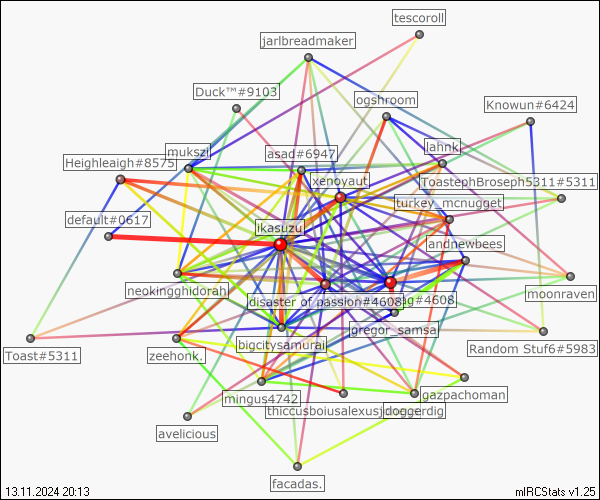 tescoroll
jarlbreadmaker
Duck™#9103
ogshroom
Knowun#6424
mukszil
lahnk
Heighleaigh#8575
asad#6947
xenoyaut
ToastephBroseph5311#5311
turkey_mcnugget
default#0617
ikasuzu
andnewbees
neokingghidorah
disaster of passion#4608
ag#4608
moonraven
gregor_samsa
bigcitysamurai
Toast#5311
zeehonk.
Random Stuf6#5983
mingus4742
gazpachoman
thiccusboiusalexus
doggerdig
avelicious
facadas.
13.11.2024 20:13
mIRCStats v1.25